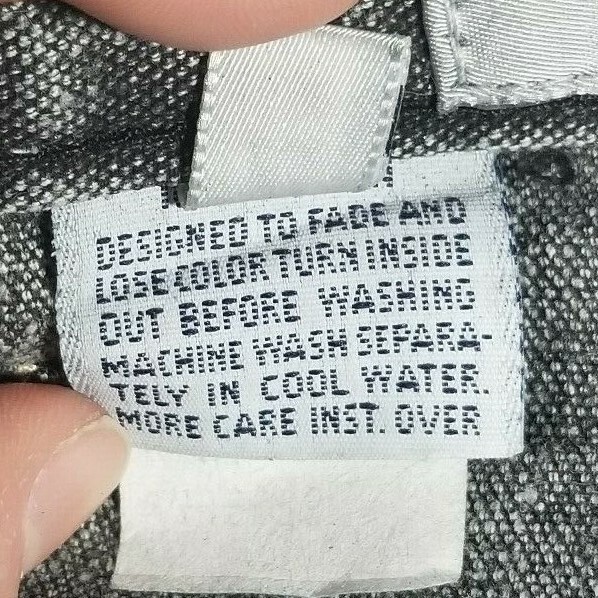 DESIGNED TO FADE AND
LOSE COLOR TURN INSIDE
OUT BEFORE WASHING
MACHINE WASH SEPARA-
TELY IN COOL WATER.
MORE CARE INST. OVER